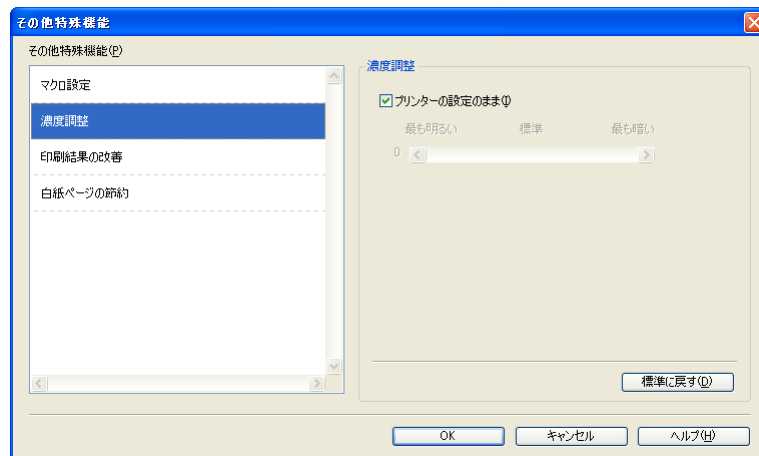 その他特殊機能
その他特殊機能(P)
マクロ設定
濃度調整
印刷結果の改善
白紙ページの節約
濃度調整
プリンターの設定のまま(I)
最も明るい 標準 最も暗い
0
標準に戻す(D)
OK キャンセル ヘルプ(H)